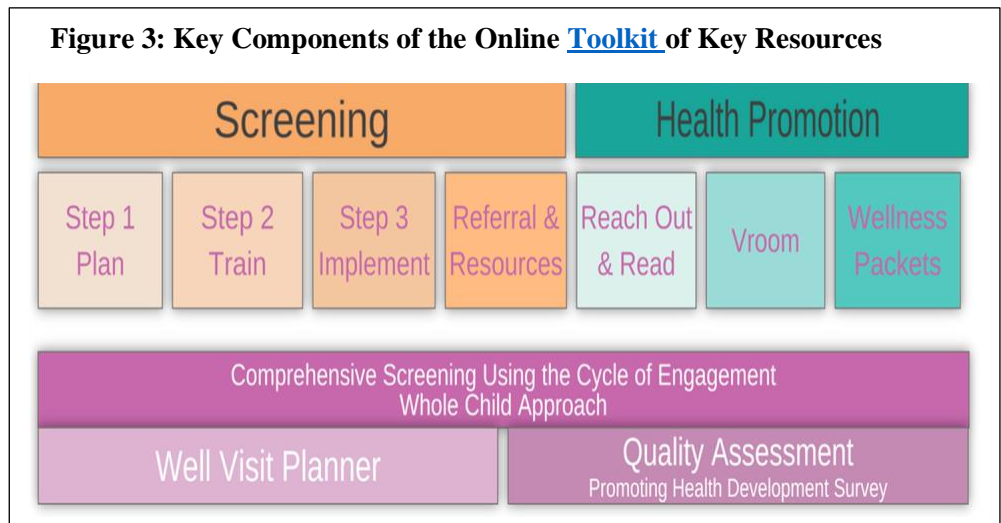 Figure 3: Key Components of the Online Toolkit of Key Resources
Screening
Health Promotion
Step 1
Plan
Step 2
Train
Step 3
Implement
Referral &
Resources
Reach Out
& Read
Vroom
Wellness
Packets
Comprehensive Screening Using the Cycle of Engagement
Whole Child Approach
Well Visit Planner
Quality Assessment
Promoting Health Development Survey